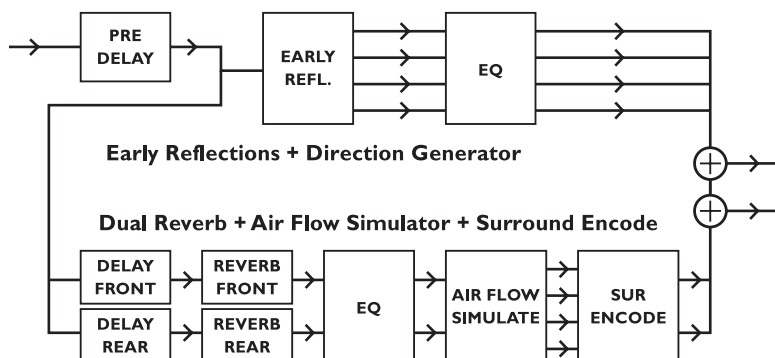 PRE
DELAY
EARLY
REFL.
EQ
Early Reflections + Direction Generator
Dual Reverb + Air Flow Simulator + Surround Encode
DELAY
FRONT
REVERB
FRONT
DELAY
REAR
REVERB
REAR
EQ
AIR FLOW
SIMULATE
SUR
ENCODE